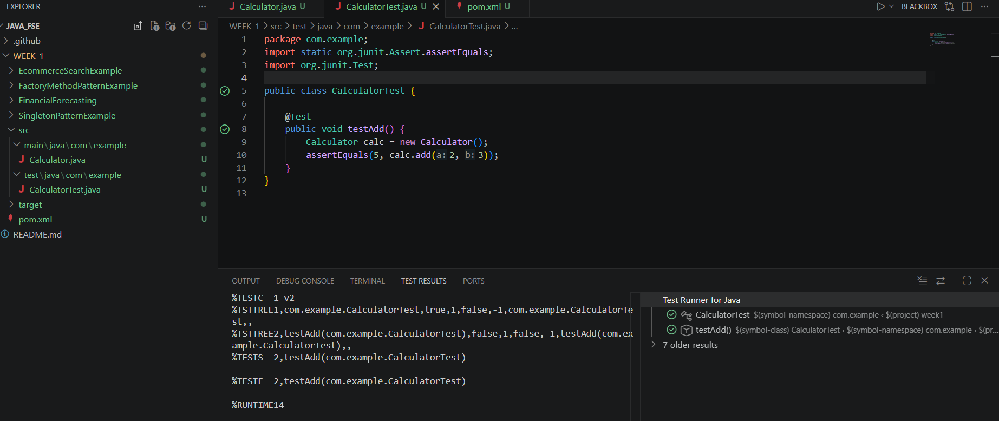 EXPLORER
JAVA_FSE
.github
WEEK_1
EcommerceSearchExample
FactoryMethodPatternExample
FinancialForecasting
SingletonPatternExample
src
main\java\com\example
Calculator.java U
test\java\com\example
CalculatorTest.java U
target
pom.xml U
README.md
Calculator.java U CalculatorTest.java U pom.xml U BLACKBOX
WEEK_1 > src > test > java > com > example > CalculatorTest.java > ...
1 package com.example;
2 import static org.junit.Assert.assertEquals;
3 import org.junit.Test;
4
5 public class CalculatorTest {
6
7 @Test
8 public void testAdd() {
9 Calculator calc = new Calculator();
10 assertEquals(5, calc.add(a: 2, b: 3));
11 }
12 }
13
OUTPUT DEBUG CONSOLE TERMINAL TEST RESULTS PORTS
%TESTC 1 v2
%TSTTREE1,com.example.CalculatorTest,true,1,false,-1,com.example.CalculatorTe
st,,
%TSTTREE2,testAdd(com.example.CalculatorTest),false,1,false,-1,testAdd(com.ex
ample.CalculatorTest),,
%TESTS 2,testAdd(com.example.CalculatorTest)
%TESTE 2,testAdd(com.example.CalculatorTest)
%RUNTIME14
Test Runner for Java
CalculatorTest $(symbol-namespace) com.example ‹ $(project) week1
testAdd() $(symbol-class) CalculatorTest ‹ $(symbol-namespace) com.example ‹ $(pr...
7 older results